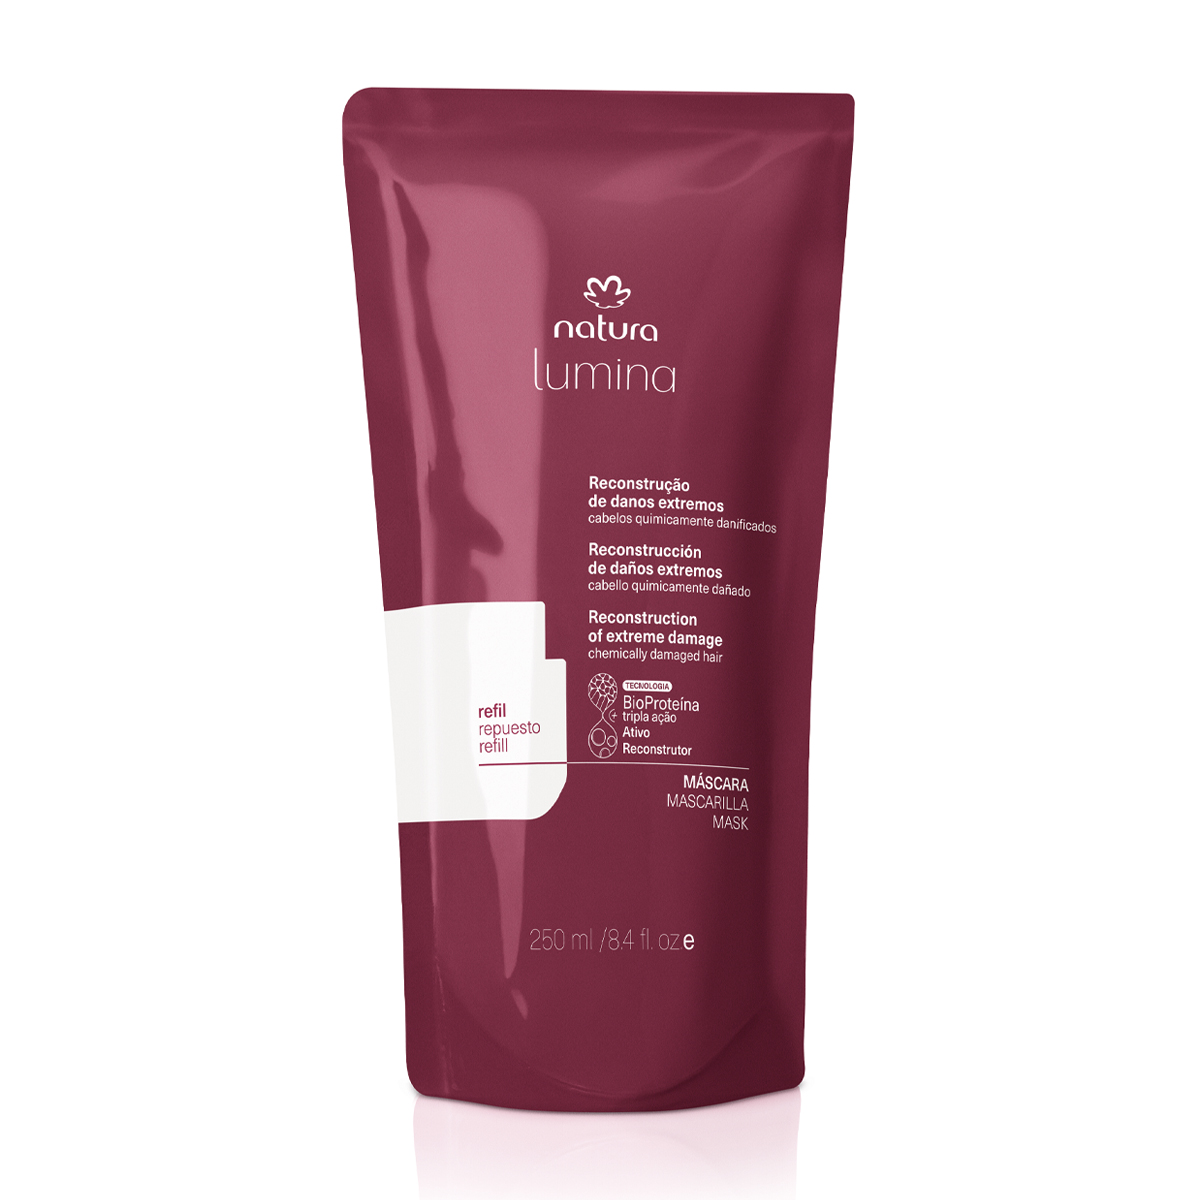 natura
lumina
Reconstrução
de danos extremos
cabelos quimicamente danificados
Reconstrucción
de daños extremos
cabello quimicamente dañado
Reconstruction
of extreme damage
chemically damaged hair
TECNOLOGIA
BioProteína
tripla ação
Ativo
Reconstrutor
refil
repuesto
refill
MÁSCARA
MASCARILLA
MASK
250 ml /8.4 fl. oz.e